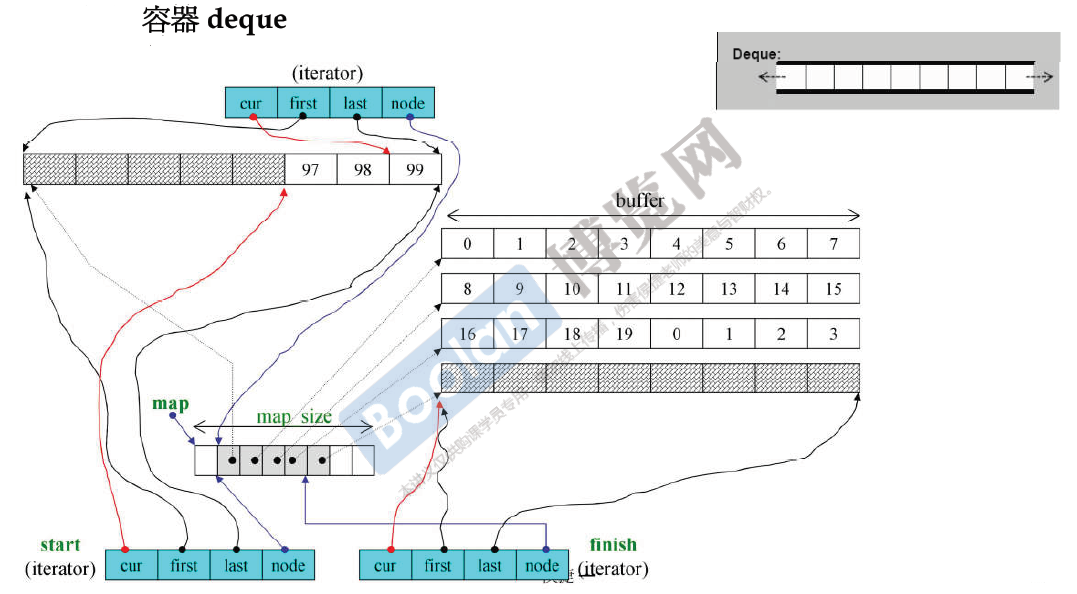 容器 deque
Deque:
(iterator)
cur first last node
97 98 99
buffer
0 1 2 3 4 5 6 7
8 9 10 11 12 13 14 15
16 17 18 19 0 1 2 3
map
map size
start
(iterator)
cur first last node
cur first last node
finish
(iterator)
Boolan
博览网